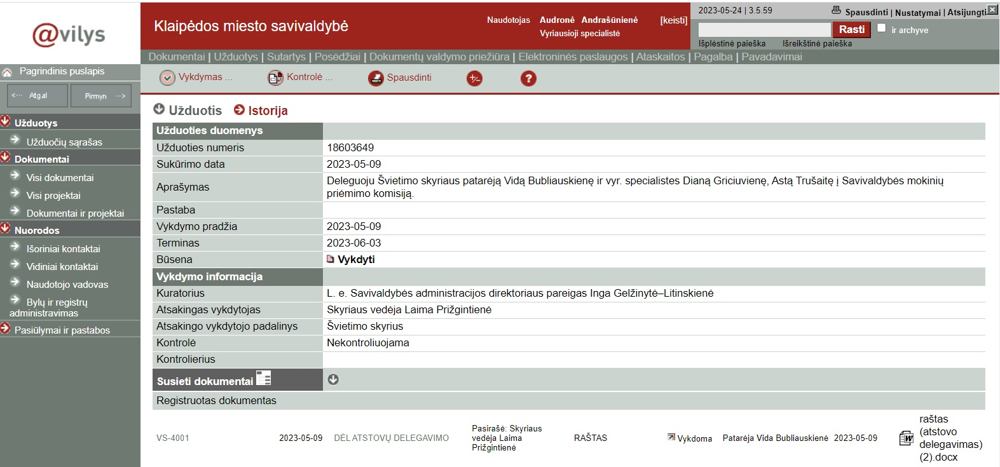 @vilys
Klaipėdos miesto savivaldybė
Naudotojas Audronė Andrašūnienė [keisti]
Vyriausioji specialistė
2023-05-24 | 3.5.59
Spausdinti | Nustatymai | Atsijungti
Rasti ir archyve
Išplėstinė paieška Išreikštinė paieška
Dokumentai | Užduotys | Sutartys | Posėdžiai | Dokumentų valdymo priežiūra | Elektroninės paslaugos | Ataskaitos | Pagalba | Pavadavimai
Vykdymas ... Kontrolė ... Spausdinti +/- ?
Pagrindinis puslapis
<··· Atgal Pirmyn ···>
Užduotys
Užduočių sąrašas
Dokumentai
Visi dokumentai
Visi projektai
Dokumentai ir projektai
Nuorodos
Išoriniai kontaktai
Vidiniai kontaktai
Naudotojo vadovas
Bylų ir registrų
administravimas
Pasiūlymai ir pastabos
Užduotis Istorija
Užduoties duomenys
Užduoties numeris 18603649
Sukūrimo data 2023-05-09
Aprašymas Deleguoju Švietimo skyriaus patarėją Vidą Bubliauskienę ir vyr. specialistes Dianą Griciuvienę, Astą Trušaitę į Savivaldybės mokinių
priėmimo komisiją.
Pastaba
Vykdymo pradžia 2023-05-09
Terminas 2023-06-03
Būsena Vykdyti
Vykdymo informacija
Kuratorius L. e. Savivaldybės administracijos direktoriaus pareigas Inga Gelžinytė–Litinskienė
Atsakingas vykdytojas Skyriaus vedėja Laima Prižgintienė
Atsakingo vykdytojo padalinys Švietimo skyrius
Kontrolė Nekontroliuojama
Kontrolierius
Susieti dokumentai
Registruotas dokumentas
VS-4001 2023-05-09 DĖL ATSTOVŲ DELEGAVIMO
Pasirašė: Skyriaus
vedėja Laima
Prižgintienė
RAŠTAS Vykdoma Patarėja Vida Bubliauskienė 2023-05-09
raštas
(atstovo
delegavimas)
(2).docx